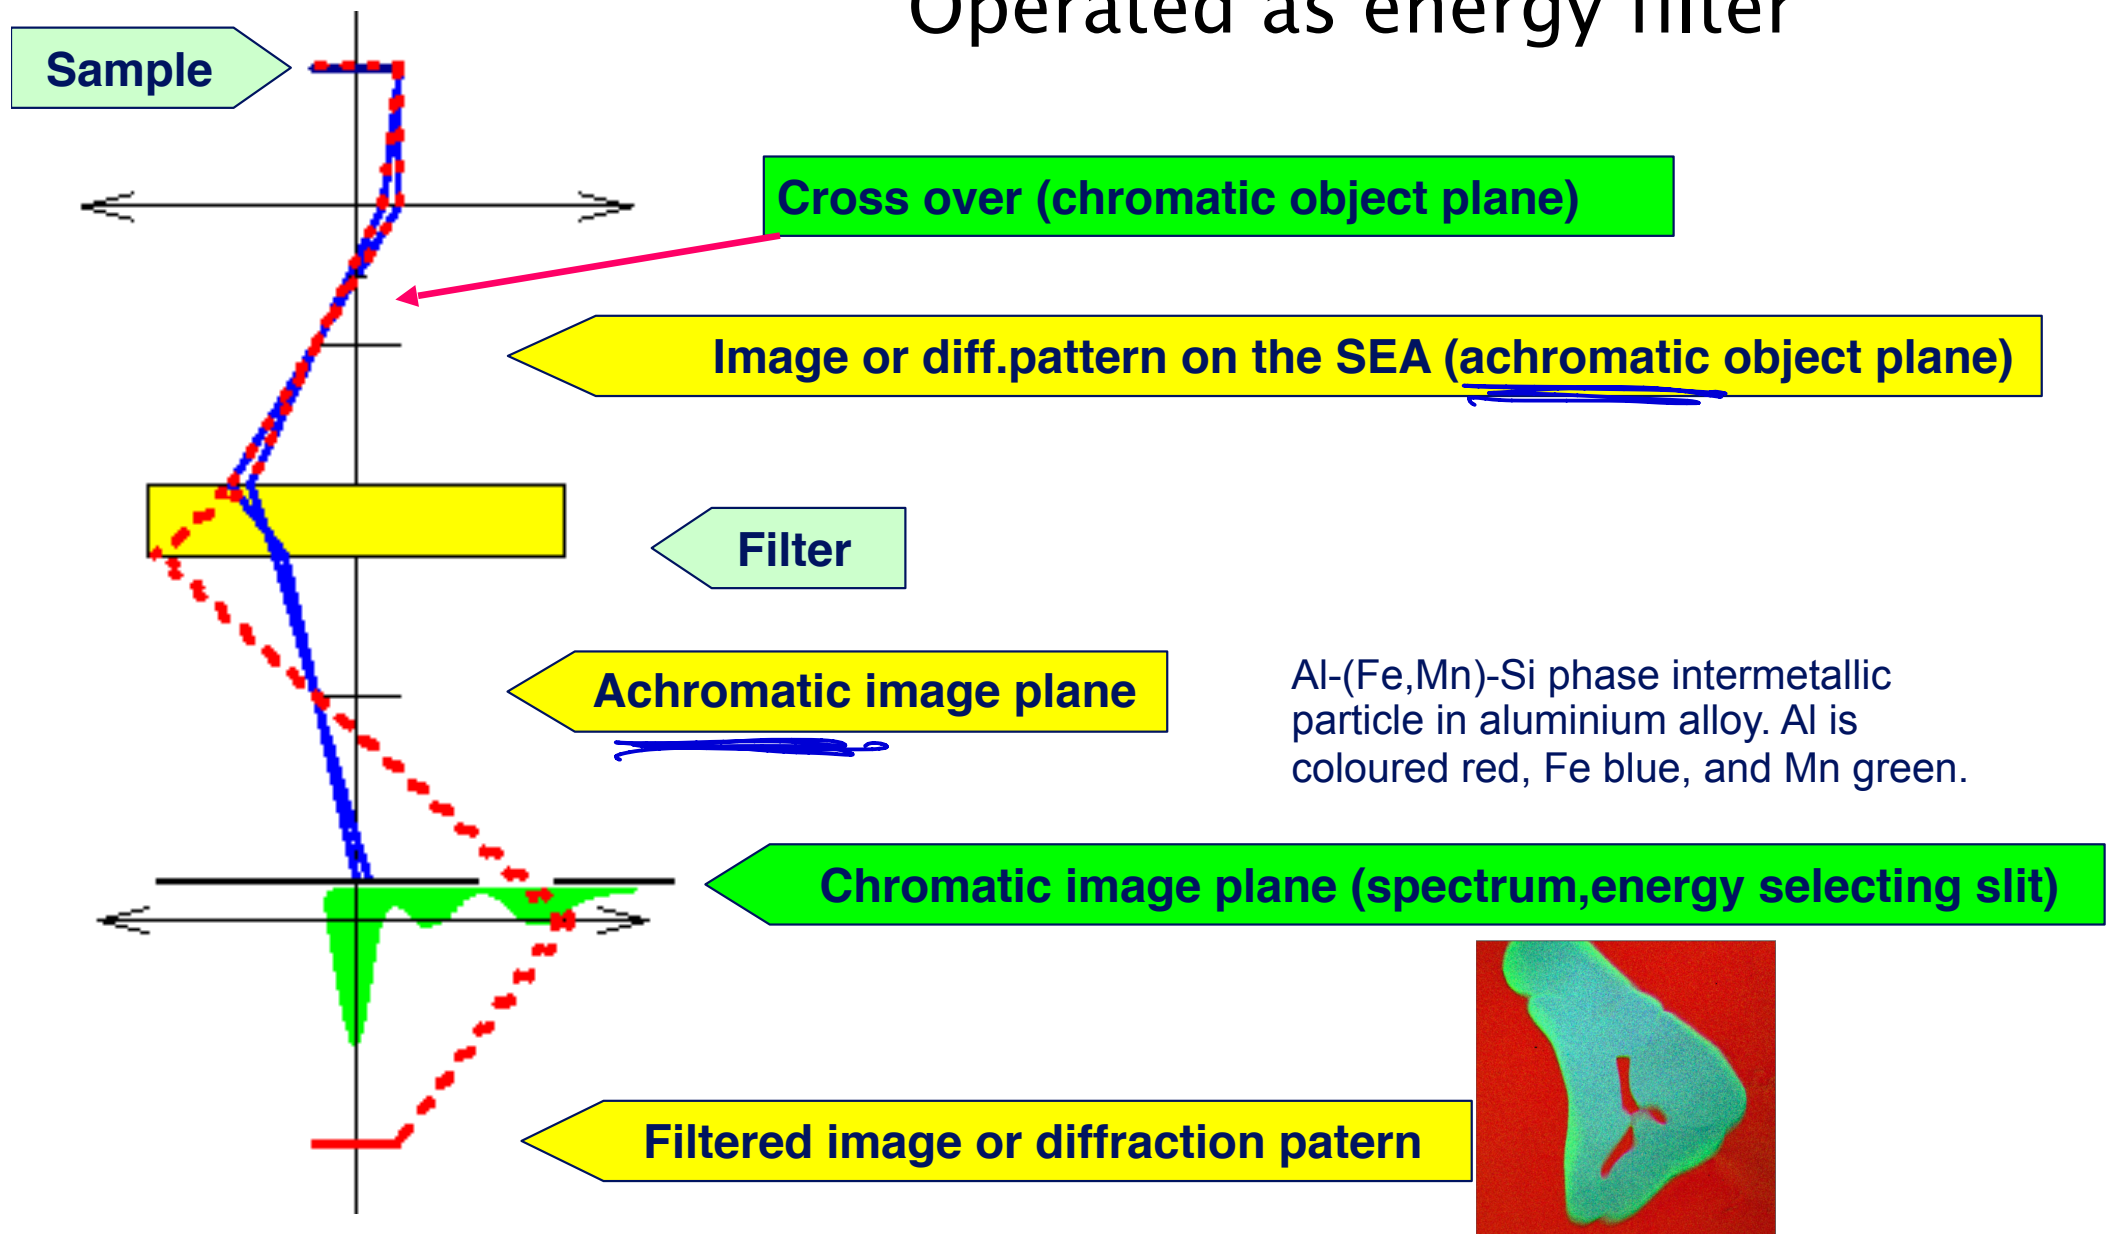 Operated as energy filter
Sample
Cross over (chromatic object plane)
Image or diff.pattern on the SEA (achromatic object plane)
Filter
Achromatic image plane
Al-(Fe,Mn)-Si phase intermetallic
particle in aluminium alloy. Al is
coloured red, Fe blue, and Mn green.
Chromatic image plane (spectrum,energy selecting slit)
Filtered image or diffraction patern